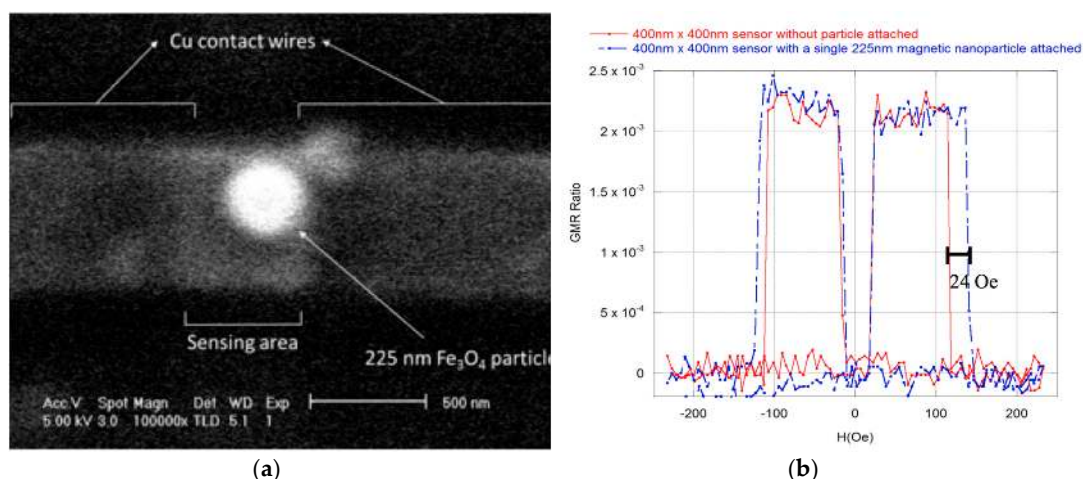 Cu contact wires
Sensing area
225 nm Fe₃O₄ particle
Acc.V Spot Magn Det WD Exp
5.00 kV 3.0 100000x TLD 5.1 1
500 nm
(a)
400nm x 400nm sensor without particle attached
400nm x 400nm sensor with a single 225nm magnetic nanoparticle attached
2.5 x 10⁻³
2 x 10⁻³
1.5 x 10⁻³
1 x 10⁻³
5 x 10⁻⁴
0
GMR Ratio
24 Oe
-200 -100 0 100 200
H(Oe)
(b)